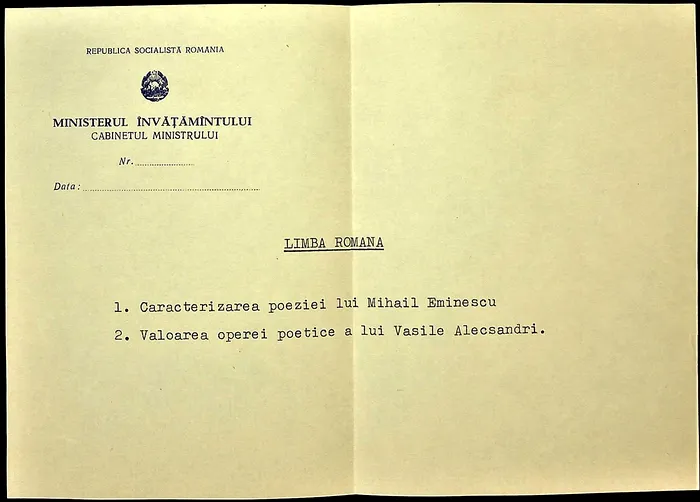 REPUBLICA SOCIALISTĂ ROMANIA
MINISTERUL ÎNVĂȚĂMÎNTULUI
CABINETUL MINISTRULUI
Nr. ....................
Data: ............................................................
LIMBA ROMANA
1. Caracterizarea poeziei lui Mihail Eminescu
2. Valoarea operei poetice a lui Vasile Alecsandri.